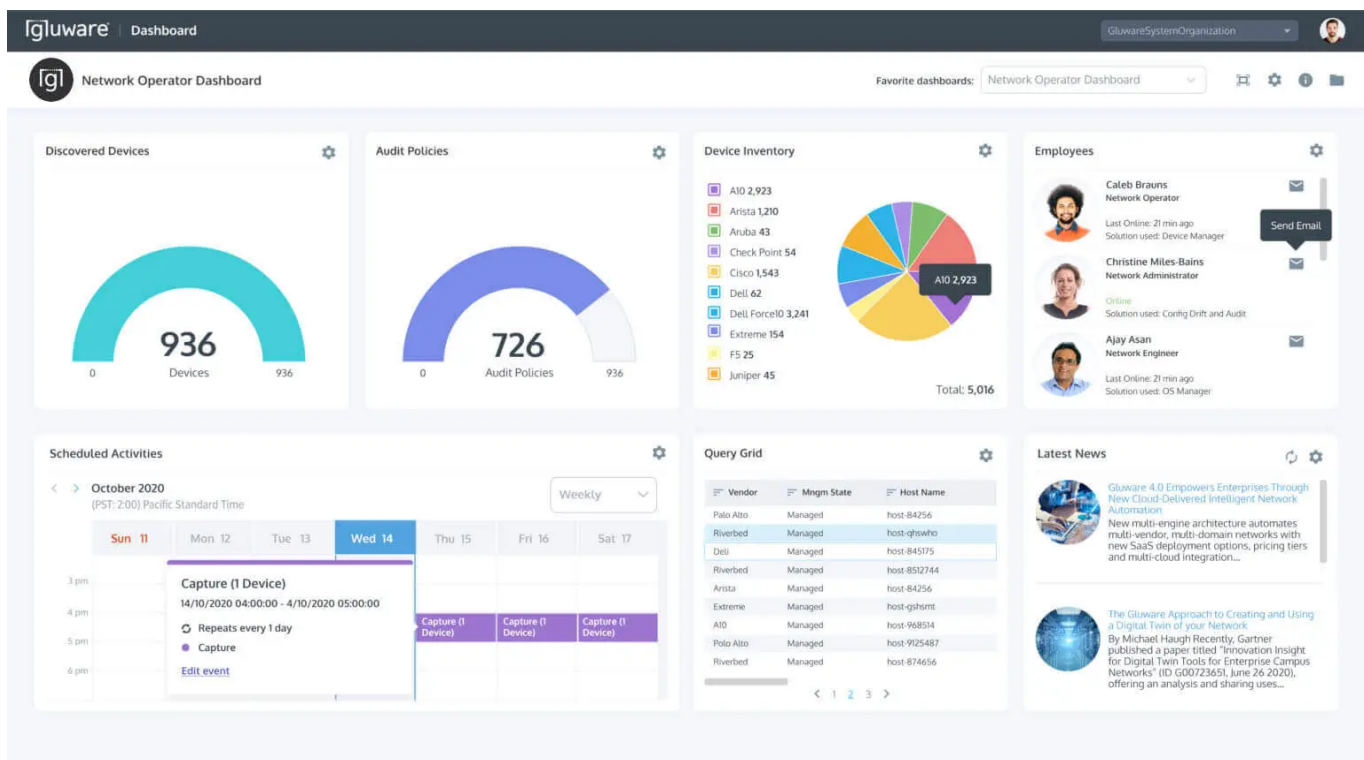 [g]luware | Dashboard
GluwareSystemOrganization
[g] Network Operator Dashboard
Favorite dashboards: Network Operator Dashboard
Discovered Devices
936
0 Devices 936
Audit Policies
726
0 Audit Policies 936
Device Inventory
A10 2,923
Arista 1,210
Aruba 43
Check Point 54
Cisco 1,543
Dell 62
Dell Force10 3,241
Extreme 154
F5 25
Juniper 45
A10 2,923
Total: 5,016
Employees
Caleb Brauns
Network Operator
Last Online: 21 min ago
Solution used: Device Manager
Send Email
Christine Miles-Bains
Network Administrator
Online
Solution used: Config Drift and Audit
Ajay Asan
Network Engineer
Last Online: 21 min ago
Solution used: OS Manager
Scheduled Activities
October 2020
(PST: 2:00) Pacific Standard Time
Weekly
Sun 11 Mon 12 Tue 13 Wed 14 Thu 15 Fri 16 Sat 17
3 pm
4 pm
5 pm
6 pm
Capture (1 Device)
14/10/2020 04:00:00 - 4/10/2020 05:00:00
Repeats every 1 day
Capture
Edit event
Capture (1 Device)
Capture (1 Device)
Capture (1 Device)
Query Grid
Vendor Mngm State Host Name
Palo Alto Managed host-84256
Riverbed Managed host-qhswho
Deli Managed host-845175
Riverbed Managed host-8512744
Arista Managed host-84256
Extreme Managed host-gshsmt
A10 Managed host-968514
Palo Alto Managed host-9125487
Riverbed Managed host-874656
< 1 2 3 >
Latest News
Gluware 4.0 Empowers Enterprises Through
New Cloud-Delivered Intelligent Network
Automation
New multi-engine architecture automates
multi-vendor, multi-domain networks with
new SaaS deployment options, pricing tiers
and multi-cloud integration...
The Gluware Approach to Creating and Using
a Digital Twin of your Network
By Michael Haugh Recently, Gartner
published a paper titled "Innovation Insight
for Digital Twin Tools for Enterprise Campus
Networks" (ID G00723651, June 26 2020),
offering an analysis and sharing uses...